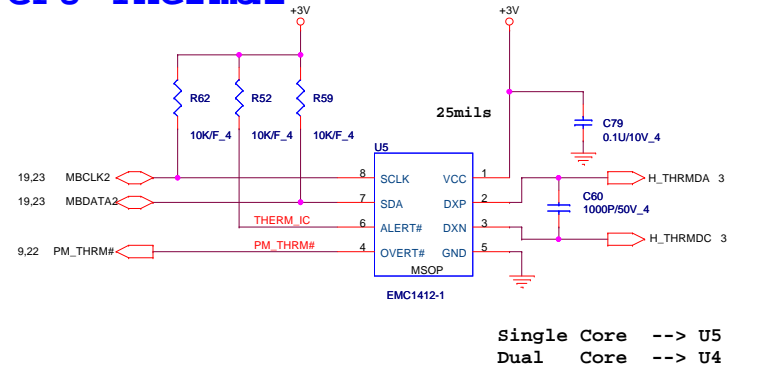 CPU Thermal
+3V
+3V
R62
R52
R59
10K/F_4
10K/F_4
10K/F_4
25mils
C79
0.1U/10V_4
U5
19,23 MBCLK2
8 SCLK
VCC 1
H_THRMDA 3
19,23 MBDATA2
7 SDA
DXP 2
C60
1000P/50V_4
THERM_IC
6 ALERT#
DXN 3
H_THRMDC 3
9,22 PM_THRM#
PM_THRM#
4 OVERT#
GND 5
MSOP
EMC1412-1
Single Core --> U5
Dual Core --> U4